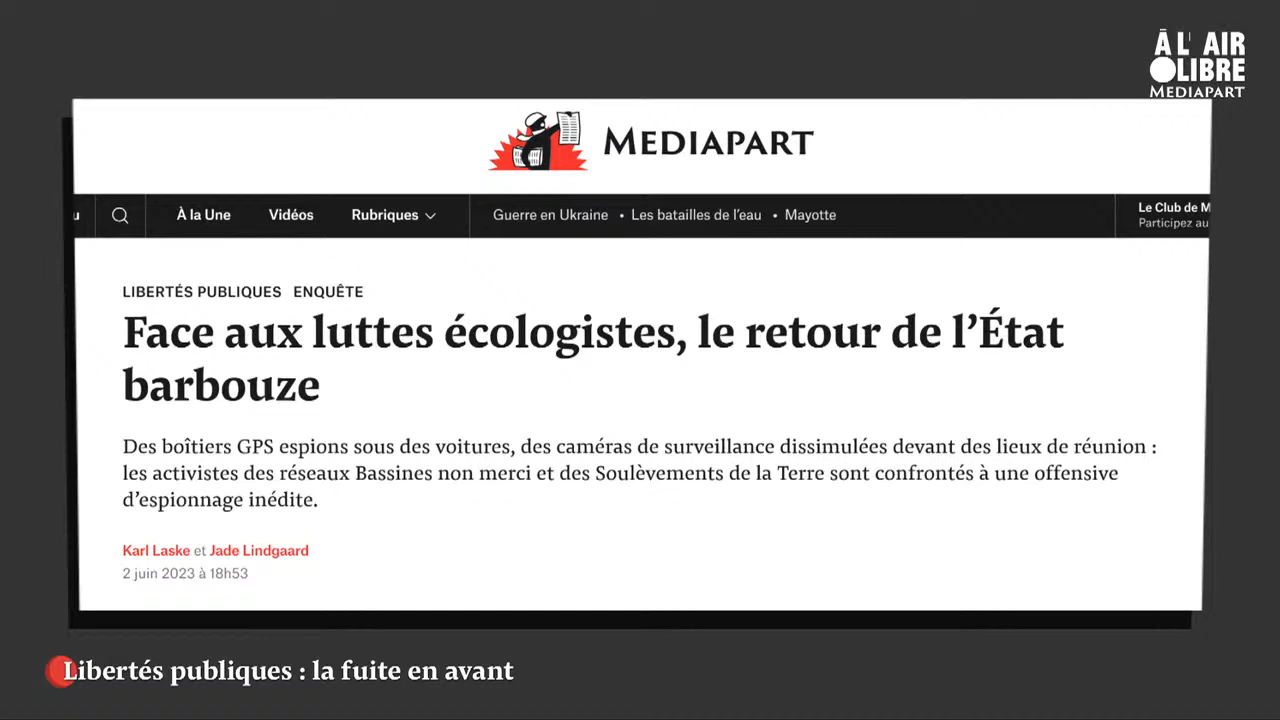 À L' AIR
LIBRE
MEDIAPART
MEDIAPART
u
À la Une
Vidéos
Rubriques
Guerre en Ukraine • Les batailles de l’eau • Mayotte
Le Club de M
Participez au
LIBERTÉS PUBLIQUES ENQUÊTE
Face aux luttes écologistes, le retour de l’État
barbouze
Des boîtiers GPS espions sous des voitures, des caméras de surveillance dissimulées devant des lieux de réunion :
les activistes des réseaux Bassines non merci et des Soulèvements de la Terre sont confrontés à une offensive
d’espionnage inédite.
Karl Laske et Jade Lindgaard
2 juin 2023 à 18h53
Libertés publiques : la fuite en avant